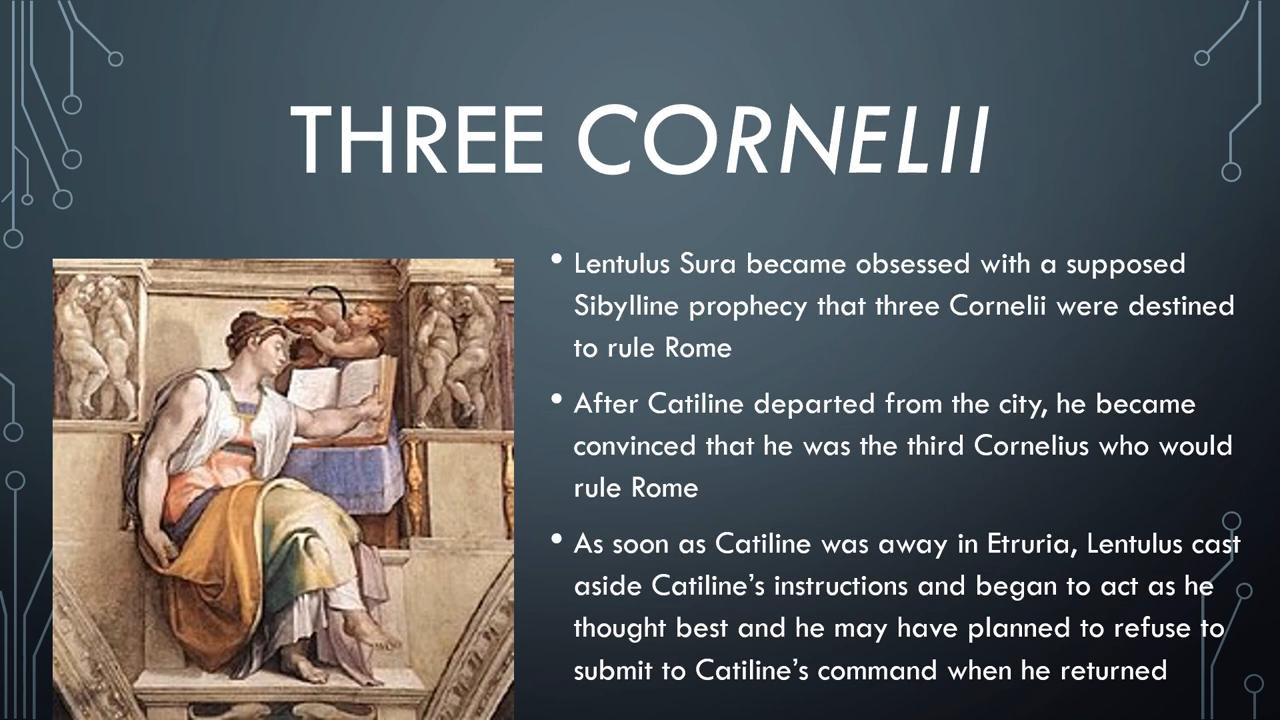 THREE CORNELII
• Lentulus Sura became obsessed with a supposed
Sibylline prophecy that three Cornelii were destined
to rule Rome
• After Catiline departed from the city, he became
convinced that he was the third Cornelius who would
rule Rome
• As soon as Catiline was away in Etruria, Lentulus cast
aside Catiline’s instructions and began to act as he
thought best and he may have planned to refuse to
submit to Catiline’s command when he returned